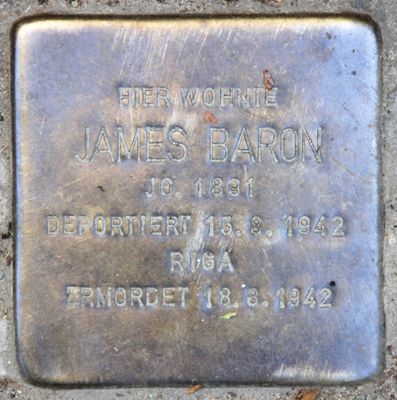 HIER WOHNTE
JAMES BARON
JG. 1891
DEPORTIERT 15.8.1942
RIGA
ERMORDET 18.8.1942